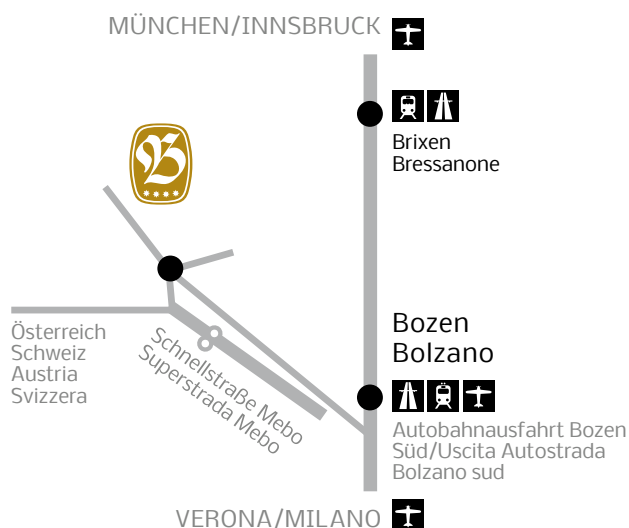 MÜNCHEN/INNSBRUCK
Brixen
Bressanone
B
Österreich
Schweiz
Austria
Svizzera
Schnellstraße Mebo
Superstrada Mebo
Bozen
Bolzano
Autobahnausfahrt Bozen
Süd/Uscita Autostrada
Bolzano sud
VERONA/MILANO